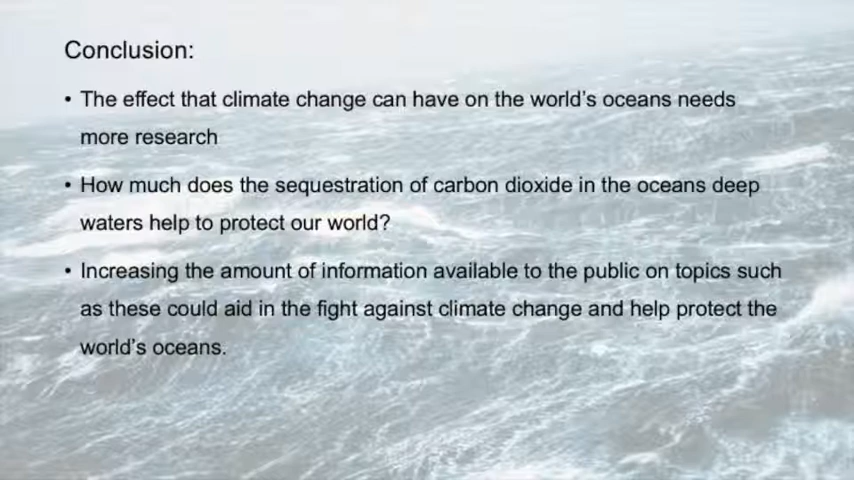 Conclusion:
• The effect that climate change can have on the world's oceans needs
more research
• How much does the sequestration of carbon dioxide in the oceans deep
waters help to protect our world?
• Increasing the amount of information available to the public on topics such
as these could aid in the fight against climate change and help protect the
world's oceans.